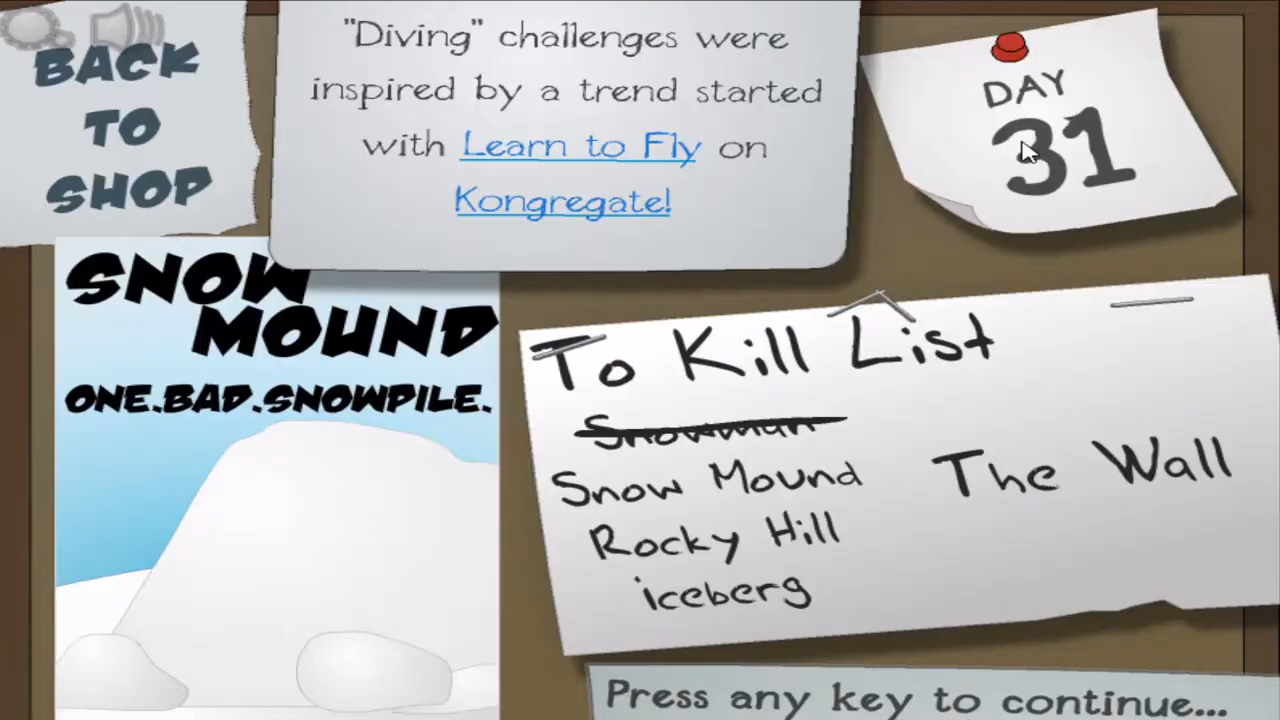 BACK
TO
SHOP
"Diving" challenges were
inspired by a trend started
with Learn to Fly on
Kongregate!
DAY
31
SNOW
MOUND
ONE.BAD.SNOWPILE.
To Kill List
Snowman
Snow Mound
Rocky Hill
iceberg
The Wall
Press any key to continue...